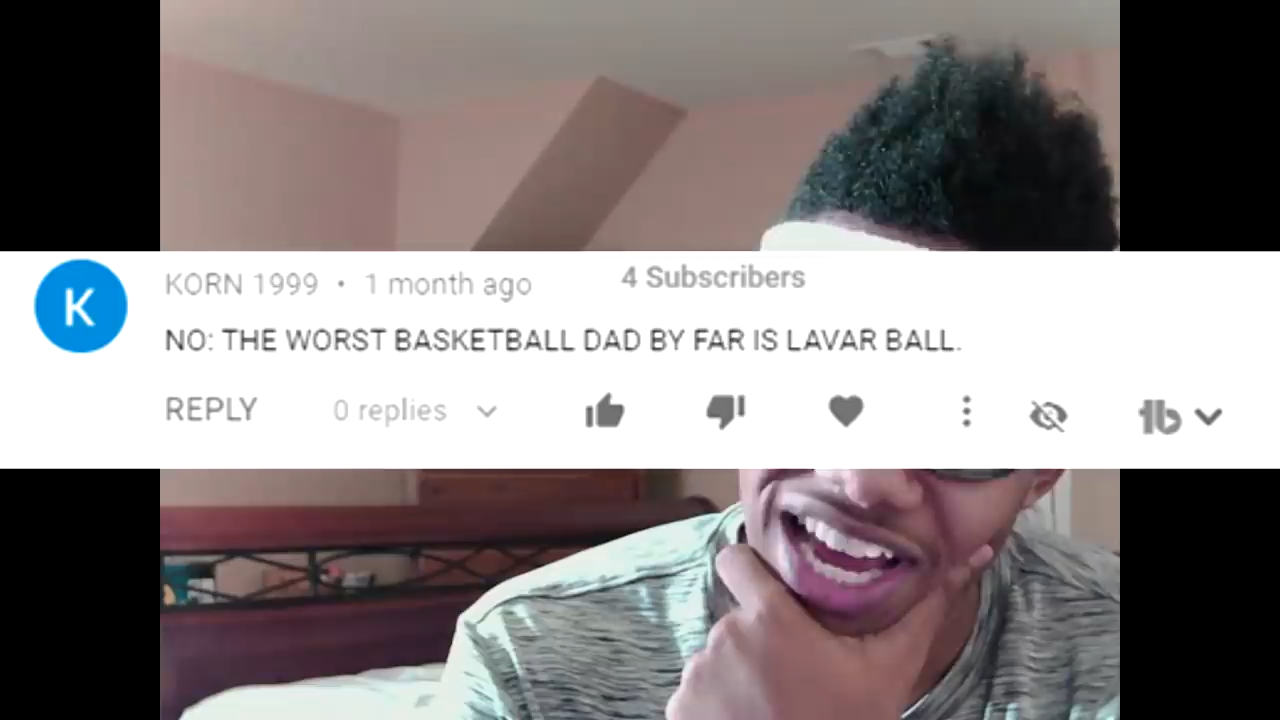 K
KORN 1999 • 1 month ago 4 Subscribers
NO: THE WORST BASKETBALL DAD BY FAR IS LAVAR BALL.
REPLY 0 replies
tb